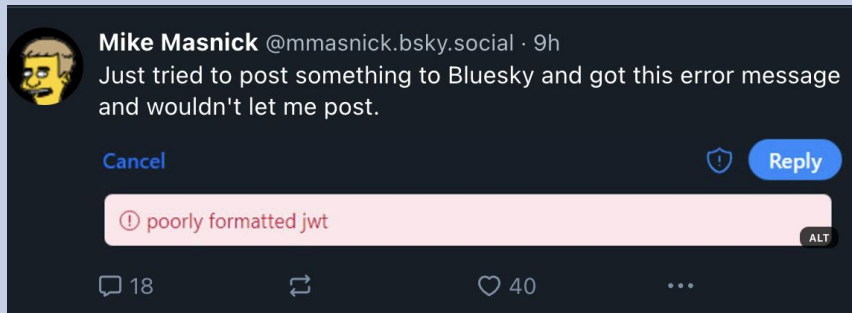 Mike Masnick @mmasnick.bsky.social · 9h
Just tried to post something to Bluesky and got this error message
and wouldn't let me post.
Cancel Reply
poorly formatted jwt
ALT
18 40